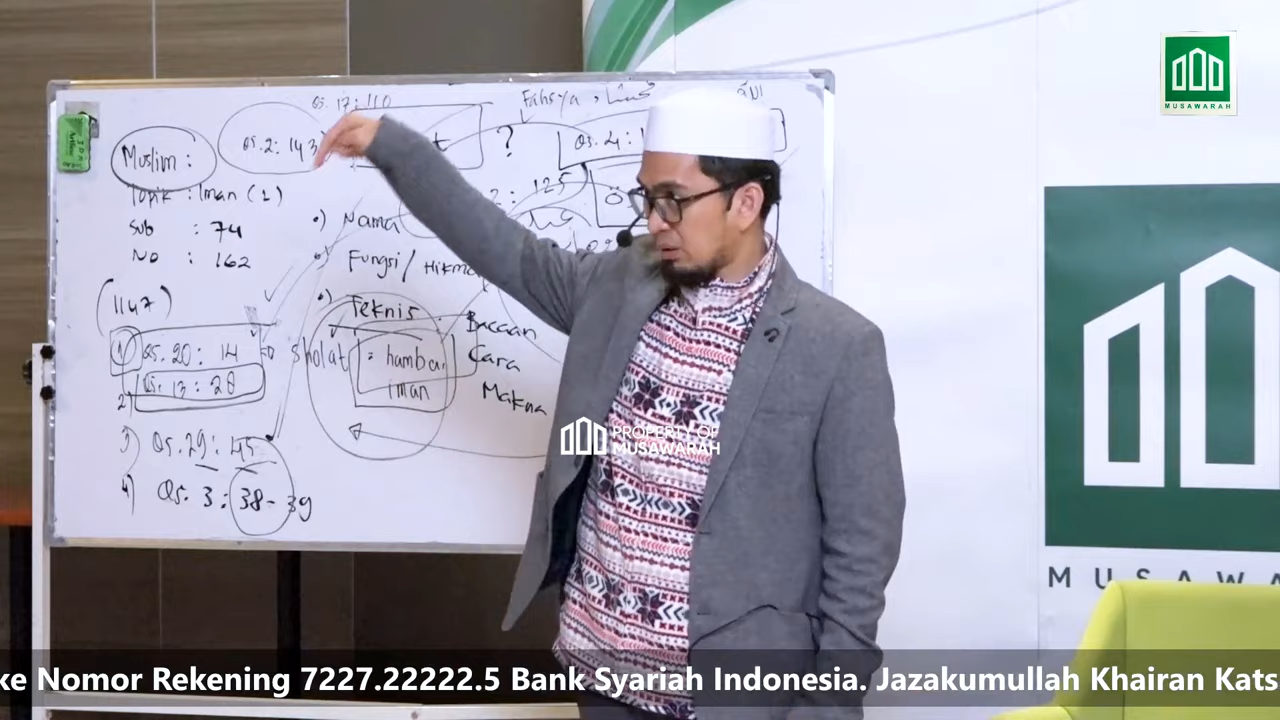 MUSAWARAH
QS. 17:110
QS. 2:143
?
QS. 4:
Muslim :
Topik : Iman (1)
Sub : 74
No : 162
2:125
•) Nama
•) Fungsi/Hikma
•) Teknis
Bacaan
Cara
Makna
(1147)
1) QS. 20:14
Sholat = hamba
iman
2) QS. 13:28
3) QS. 29:45
4) QS. 3:38-39
PROPERTY OF
MUSAWARAH
MUSAWA
ke Nomor Rekening 7227.22222.5 Bank Syariah Indonesia. Jazakumullah Khairan Kats